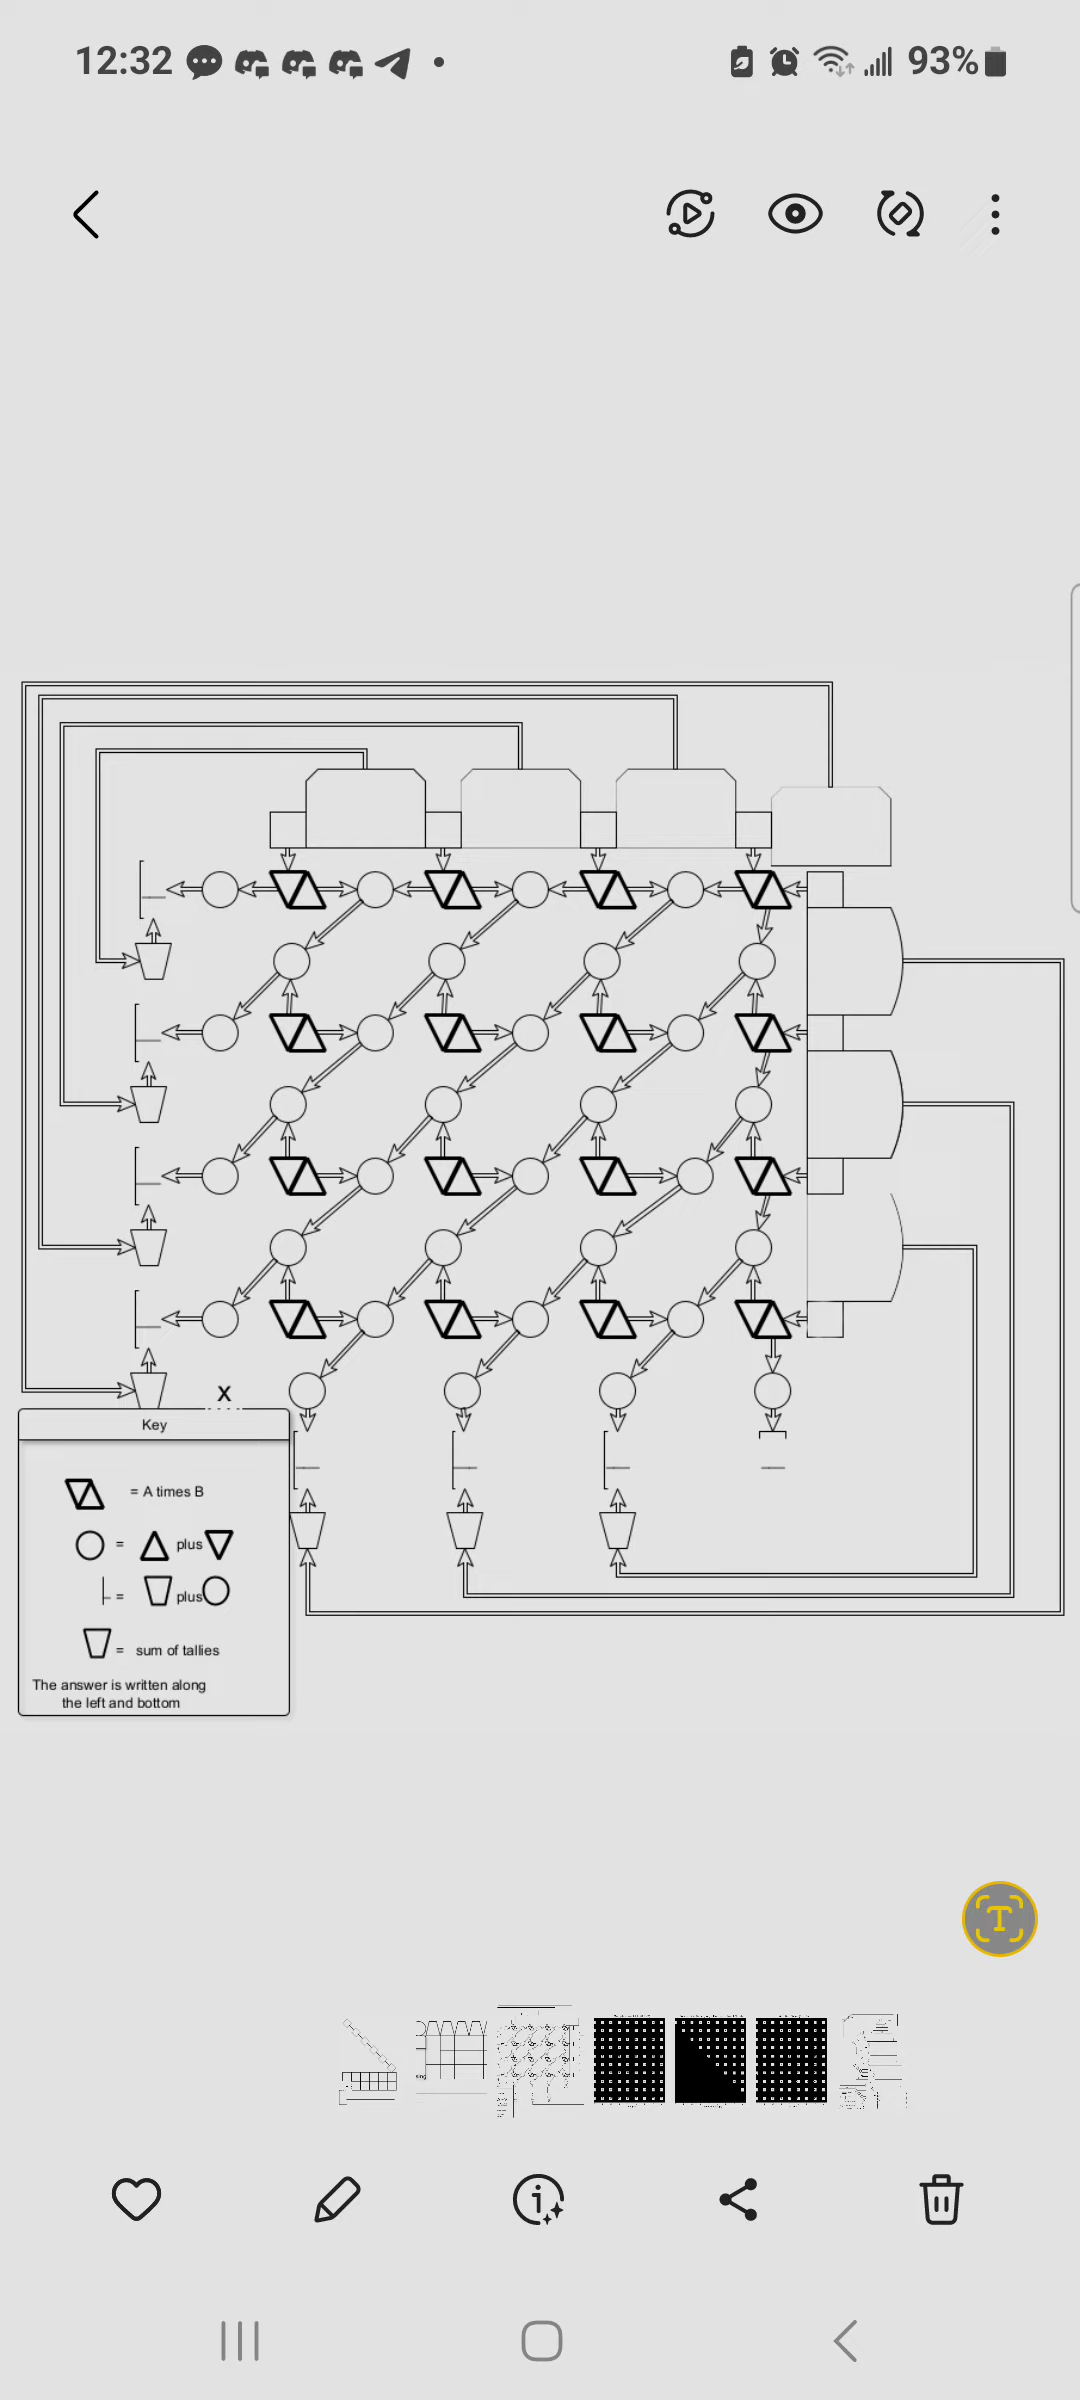 12:32
93%
X
Key
= A times B
= plus
= plus
= sum of tallies
The answer is written along
the left and bottom
T